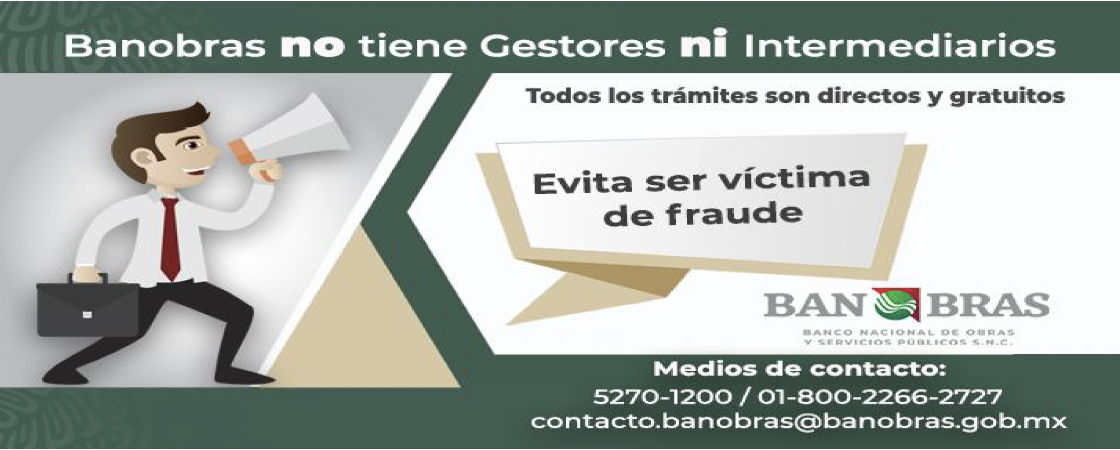 Banobras no tiene Gestores ni Intermediarios
Todos los trámites son directos y gratuitos
Evita ser víctima
de fraude
BANOBRAS
BANCO NACIONAL DE OBRAS
Y SERVICIOS PÚBLICOS S.N.C.
Medios de contacto:
5270-1200 / 01-800-2266-2727
contacto.banobras@banobras.gob.mx